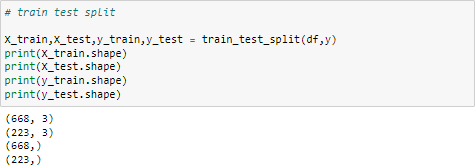 # train test split
X_train,X_test,y_train,y_test = train_test_split(df,y)
print(X_train.shape)
print(X_test.shape)
print(y_train.shape)
print(y_test.shape)
(668, 3)
(223, 3)
(668,)
(223,)